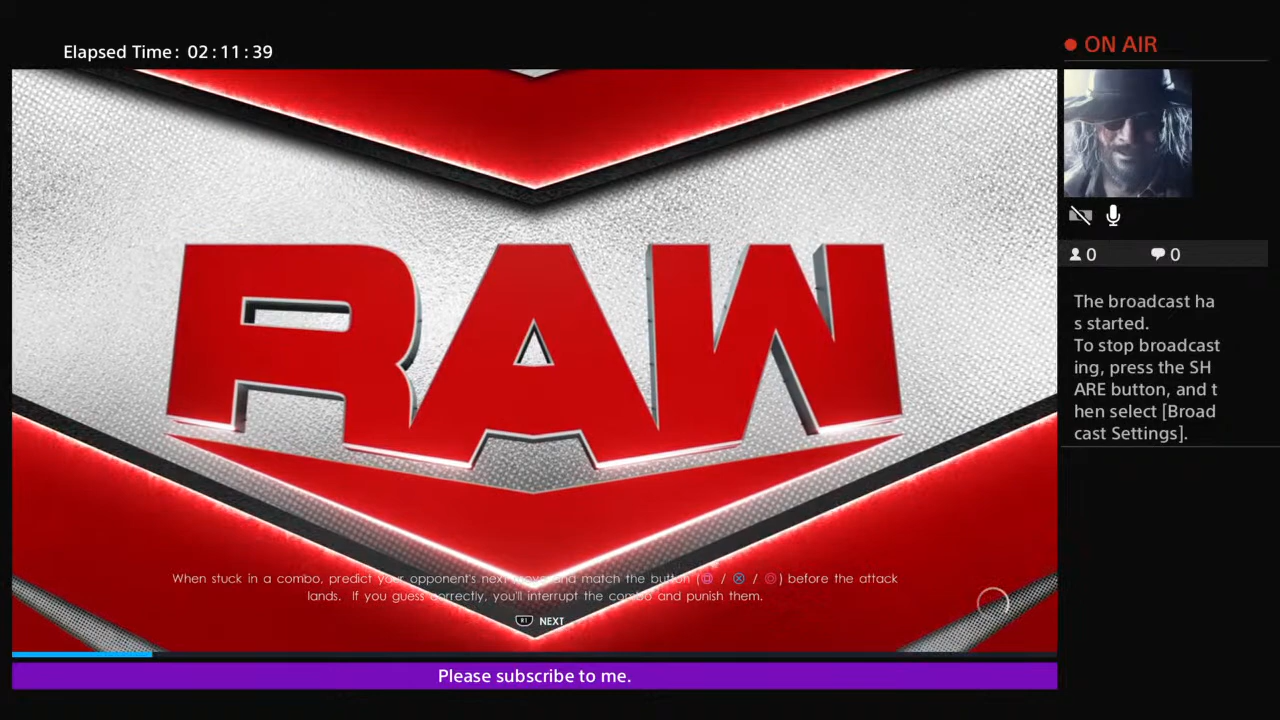 Elapsed Time: 02:11:39
ON AIR
RAW
0 0
The broadcast ha
s started.
To stop broadcast
ing, press the SH
ARE button, and t
hen select [Broad
cast Settings].
When stuck in a combo, predict your opponent's next move and match the button (□ / ✕ / ○) before the attack
lands. If you guess correctly, you'll interrupt the combo and punish them.
R1 NEXT
Please subscribe to me.